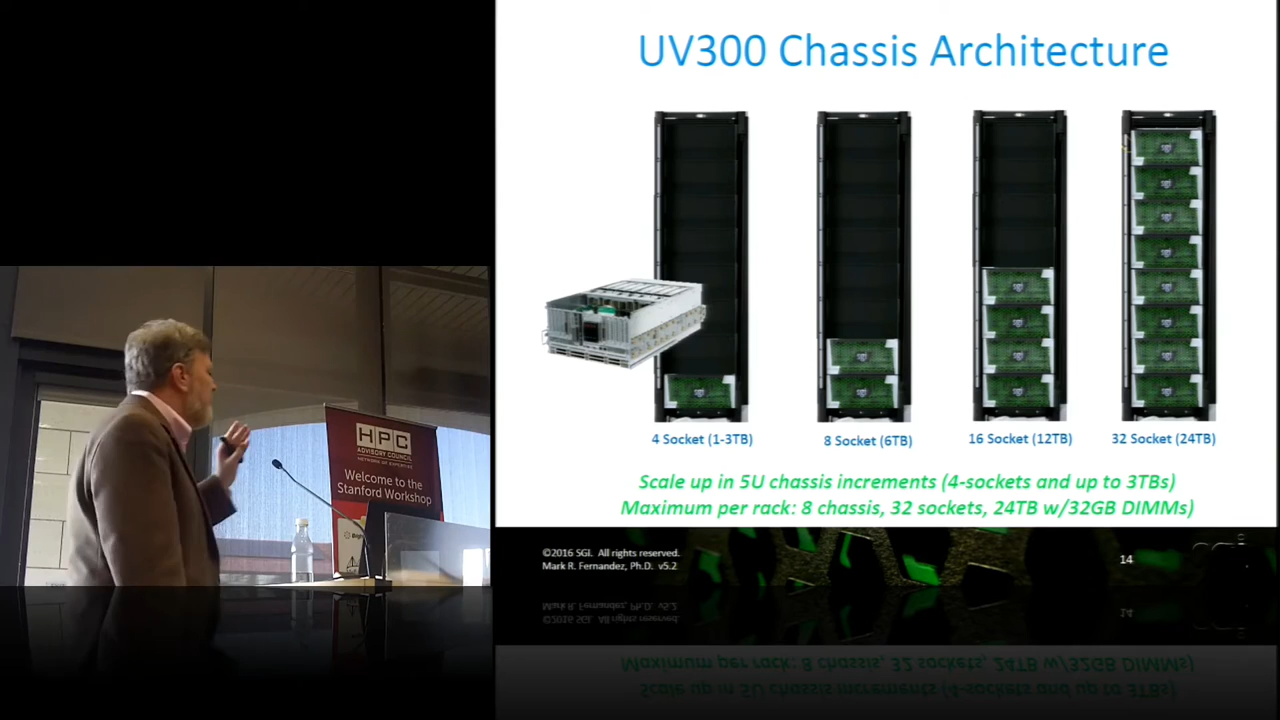 UV300 Chassis Architecture
4 Socket (1-3TB)
8 Socket (6TB)
16 Socket (12TB)
32 Socket (24TB)
Scale up in 5U chassis increments (4-sockets and up to 3TBs)
Maximum per rack: 8 chassis, 32 sockets, 24TB w/32GB DIMMs)
©2016 SGI. All rights reserved.
Mark R. Fernandez, Ph.D. v5.2
14
HPC
ADVISORY COUNCIL
NETWORK OF EXPERTISE
Welcome to the
Stanford Workshop